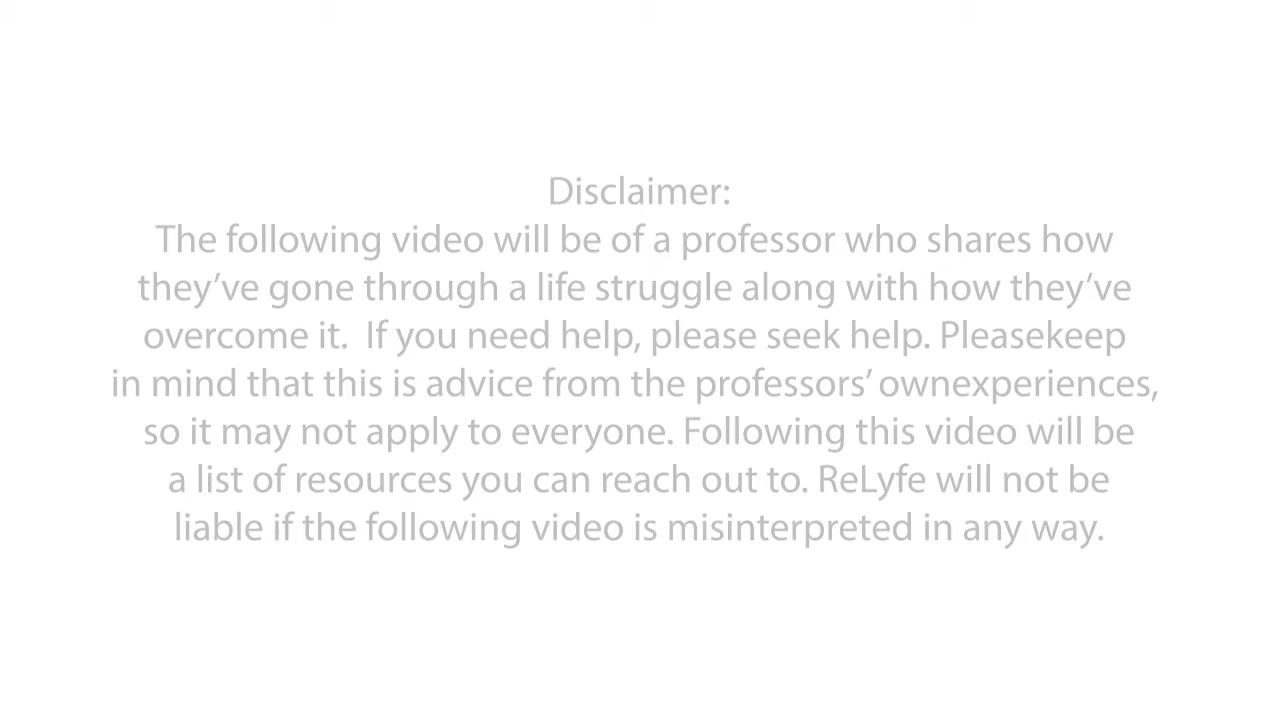 Disclaimer:
The following video will be of a professor who shares how
they’ve gone through a life struggle along with how they’ve
overcome it.  If you need help, please seek help. Pleasekeep
in mind that this is advice from the professors’ ownexperiences,
so it may not apply to everyone. Following this video will be
a list of resources you can reach out to. ReLyfe will not be
liable if the following video is misinterpreted in any way.